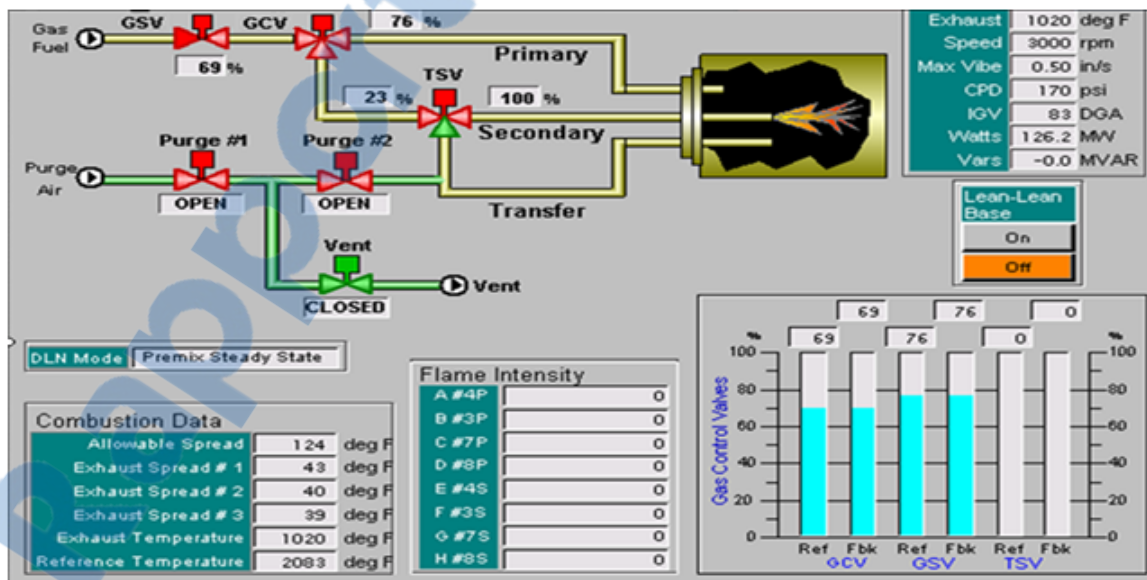 GSV GCV 76 %
Gas
Fuel
69 %
Primary
TSV
23 % 100 %
Secondary
Purge #1 Purge #2
Purge
Air
OPEN OPEN
Transfer
Vent
Vent
CLOSED
Exhaust 1020 deg F
Speed 3000 rpm
Max Vibe 0.50 in/s
CPD 170 psi
IGV 83 DGA
Watts 126.2 MW
Vars -0.0 MVAR
Lean-Lean
Base
On
Off
DLN Mode Premix Steady State
Combustion Data
Allowable Spread 124 deg F
Exhaust Spread # 1 43 deg F
Exhaust Spread # 2 40 deg F
Exhaust Spread # 3 39 deg F
Exhaust Temperature 1020 deg F
Reference Temperature 2083 deg F
Flame Intensity
A #4P 0
B #3P 0
C #7P 0
D #8P 0
E #4S 0
F #3S 0
G #7S 0
H #8S 0
69 76 0
% 69 76 0 %
100 100
80 80
60 60
40 40
20 20
0 0
Gas Control Valves
Ref Fbk Ref Fbk Ref Fbk
GCV GSV TSV